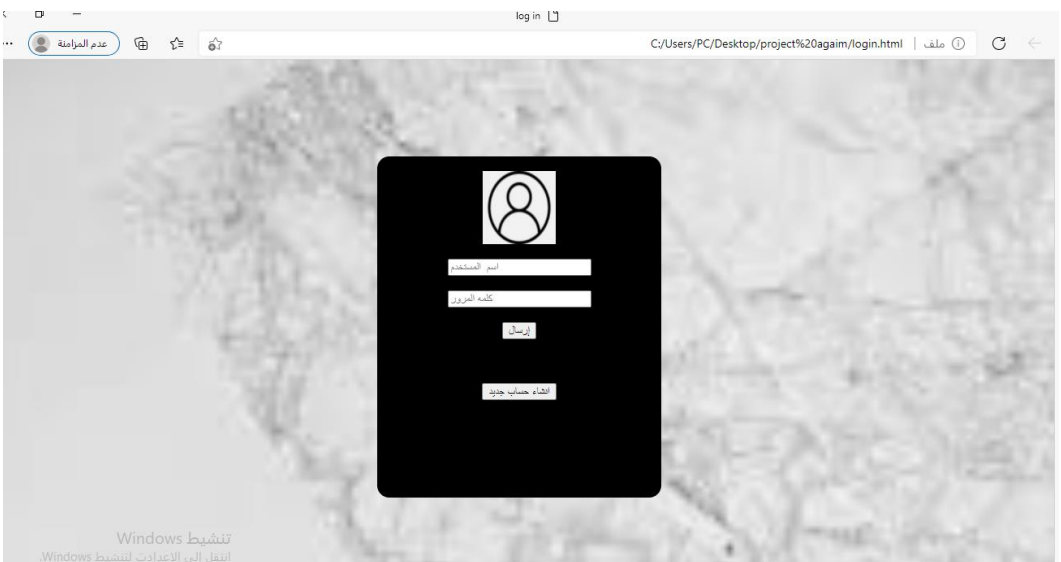 log in
C:/Users/PC/Desktop/project%20agaim/login.html | ملف
عدم المزامنة
اسم المستخدم
كلمه المرور
إرسال
انشاء حساب جديد
تنشيط Windows
انتقل إلى الإعدادات لتنشيط Windows.